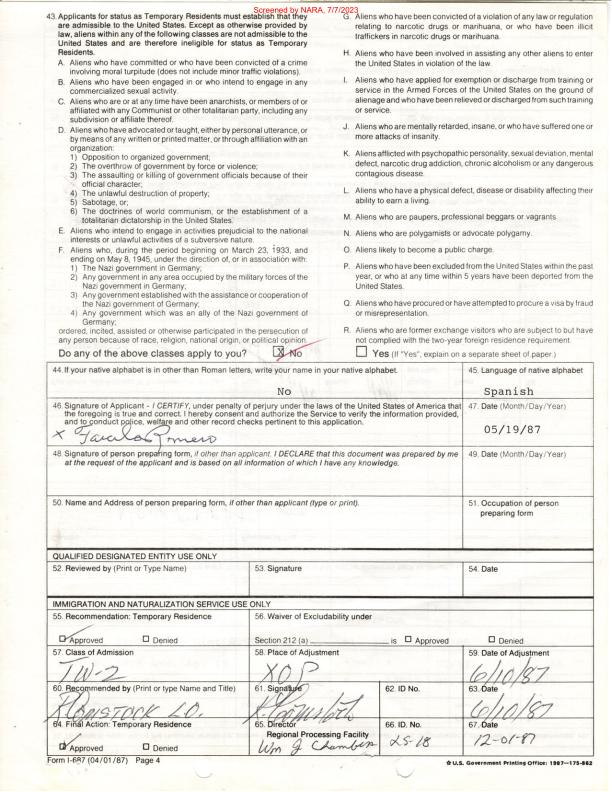 Screened by NARA, 7/7/2023
43. Applicants for status as Temporary Residents must establish that they
are admissible to the United States. Except as otherwise provided by
law, aliens within any of the following classes are not admissible to the
United States and are therefore ineligible for status as Temporary
Residents.
A. Aliens who have committed or who have been convicted of a crime
involving moral turpitude (does not include minor traffic violations).
B. Aliens who have been engaged in or who intend to engage in any
commercialized sexual activity.
C. Aliens who are or at any time have been anarchists, or members of or
affiliated with any Communist or other totalitarian party, including any
subdivision or affiliate thereof.
D. Aliens who have advocated or taught, either by personal utterance, or
by means of any written or printed matter, or through affiliation with an
organization:
1) Opposition to organized government;
2) The overthrow of government by force or violence;
3) The assaulting or killing of government officials because of their
official character;
4) The unlawful destruction of property;
5) Sabotage, or;
6) The doctrines of world communism, or the establishment of a
totalitarian dictatorship in the United States.
E. Aliens who intend to engage in activities prejudicial to the national
interests or unlawful activities of a subversive nature.
F. Aliens who, during the period beginning on March 23, 1933, and
ending on May 8, 1945, under the direction of, or in association with:
1) The Nazi government in Germany;
2) Any government in any area occupied by the military forces of the
Nazi government in Germany;
3) Any government established with the assistance or cooperation of
the Nazi government of Germany;
4) Any government which was an ally of the Nazi government of
Germany;
ordered, incited, assisted or otherwise participated in the persecution of
any person because of race, religion, national origin, or political opinion.
G. Aliens who have been convicted of a violation of any law or regulation
relating to narcotic drugs or marihuana, or who have been illicit
traffickers in narcotic drugs or marihuana.
H. Aliens who have been involved in assisting any other aliens to enter
the United States in violation of the law.
I. Aliens who have applied for exemption or discharge from training or
service in the Armed Forces of the United States on the ground of
alienage and who have been relieved or discharged from such training
or service.
J. Aliens who are mentally retarded, insane, or who have suffered one or
more attacks of insanity.
K. Aliens afflicted with psychopathic personality, sexual deviation, mental
defect, narcotic drug addiction, chronic alcoholism or any dangerous
contagious disease.
L. Aliens who have a physical defect, disease or disability affecting their
ability to earn a living.
M. Aliens who are paupers, professional beggars or vagrants.
N. Aliens who are polygamists or advocate polygamy.
O. Aliens likely to become a public charge.
P. Aliens who have been excluded from the United States within the past
year, or who at any time within 5 years have been deported from the
United States.
Q. Aliens who have procured or have attempted to procure a visa by fraud
or misrepresentation.
R. Aliens who are former exchange visitors who are subject to but have
not complied with the two-year foreign residence requirement.
Do any of the above classes apply to you? X No Yes (If "Yes", explain on a separate sheet of paper.)
44. If your native alphabet is in other than Roman letters, write your name in your native alphabet.
No
45. Language of native alphabet
Spanish
46. Signature of Applicant - I CERTIFY, under penalty of perjury under the laws of the United States of America that
the foregoing is true and correct. I hereby consent and authorize the Service to verify the information provided,
and to conduct police, welfare and other record checks pertinent to this application.
X Romero
47. Date (Month/Day/Year)
05/19/87
48. Signature of person preparing form, if other than applicant. I DECLARE that this document was prepared by me
at the request of the applicant and is based on all information of which I have any knowledge.
49. Date (Month/Day/Year)
50. Name and Address of person preparing form, if other than applicant (type or print).
51. Occupation of person
preparing form
QUALIFIED DESIGNATED ENTITY USE ONLY
52. Reviewed by (Print or Type Name)
53. Signature
54. Date
IMMIGRATION AND NATURALIZATION SERVICE USE ONLY
55. Recommendation: Temporary Residence
Approved Denied
56. Waiver of Excludability under
Section 212 (a) is Approved Denied
57. Class of Admission
TW-2
58. Place of Adjustment
XOP
59. Date of Adjustment
6/10/87
60. Recommended by (Print or type Name and Title)
R COMSTOCK L.O.
61. Signature
R. Comstock
62. ID No.
63. Date
6/10/87
64. Final Action: Temporary Residence
Approved Denied
65. Director
Regional Processing Facility
Wm J Chambers
66. ID. No.
LS-18
67. Date
12-01-87
Form I-687 (04/01/87) Page 4
☆ U.S. Government Printing Office: 1987—175-862